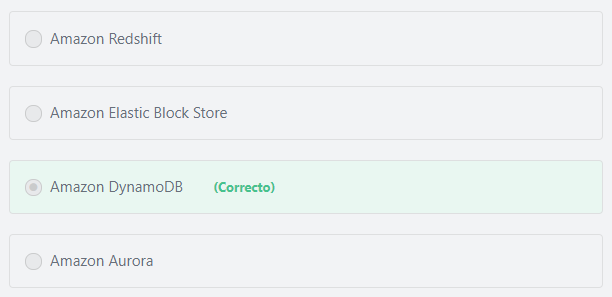 Amazon Redshift
Amazon Elastic Block Store
Amazon DynamoDB (Correcto)
Amazon Aurora